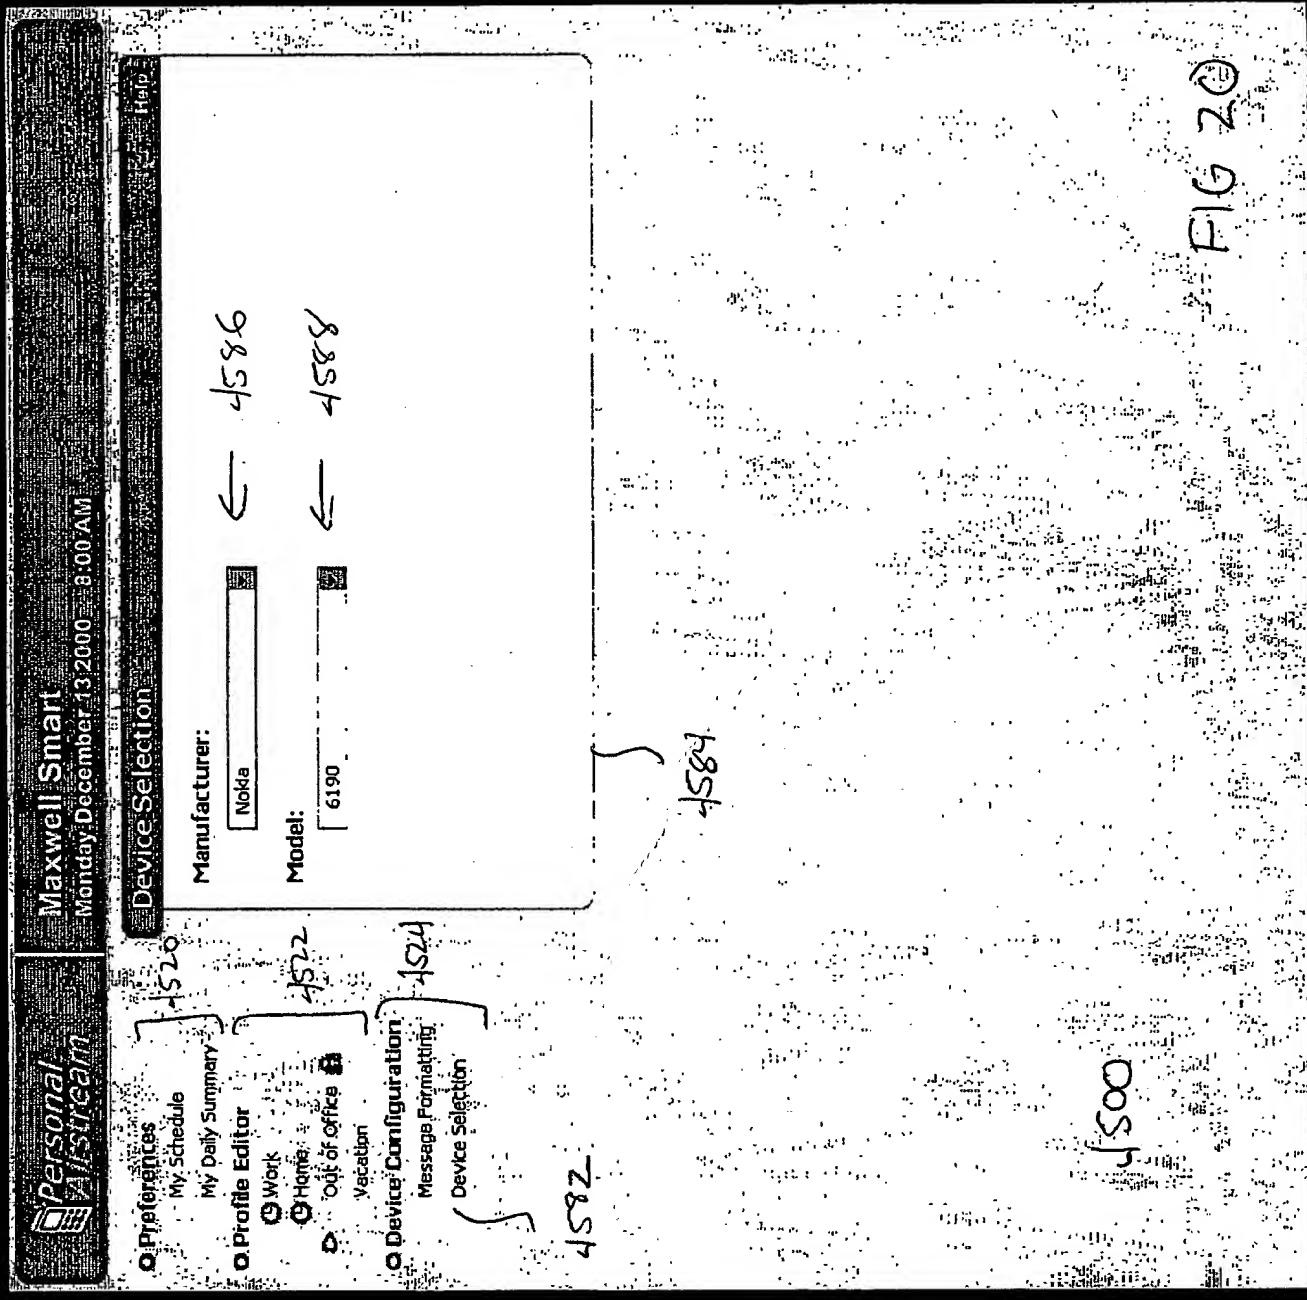 Personal Airstream
Maxwell Smart
Monday December 13 2000 8:00 AM
Preferences
My Schedule
My Daily Summary
4520
Profile Editor
Work
Home
Out of office
Vacation
4522
Device Configuration
Message Formatting
Device Selection
4524
4582
Device Selection
Help
Manufacturer:
Nokia
← 4586
Model:
6190
← 4588
4584
4500
FIG 20